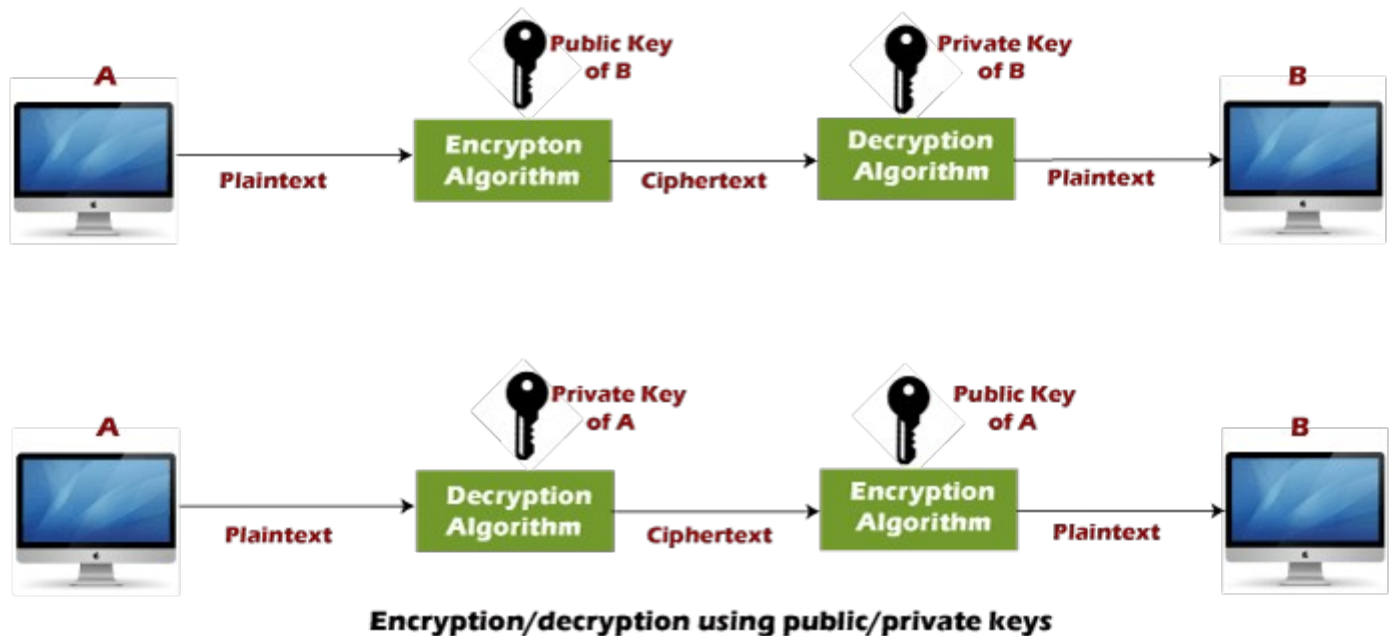 Public Key
of B
Private Key
of B
A
B
Encrypton
Algorithm
Decryption
Algorithm
Plaintext
Ciphertext
Plaintext
Private Key
of A
Public Key
of A
A
B
Decryption
Algorithm
Encryption
Algorithm
Plaintext
Ciphertext
Plaintext
Encryption/decryption using public/private keys